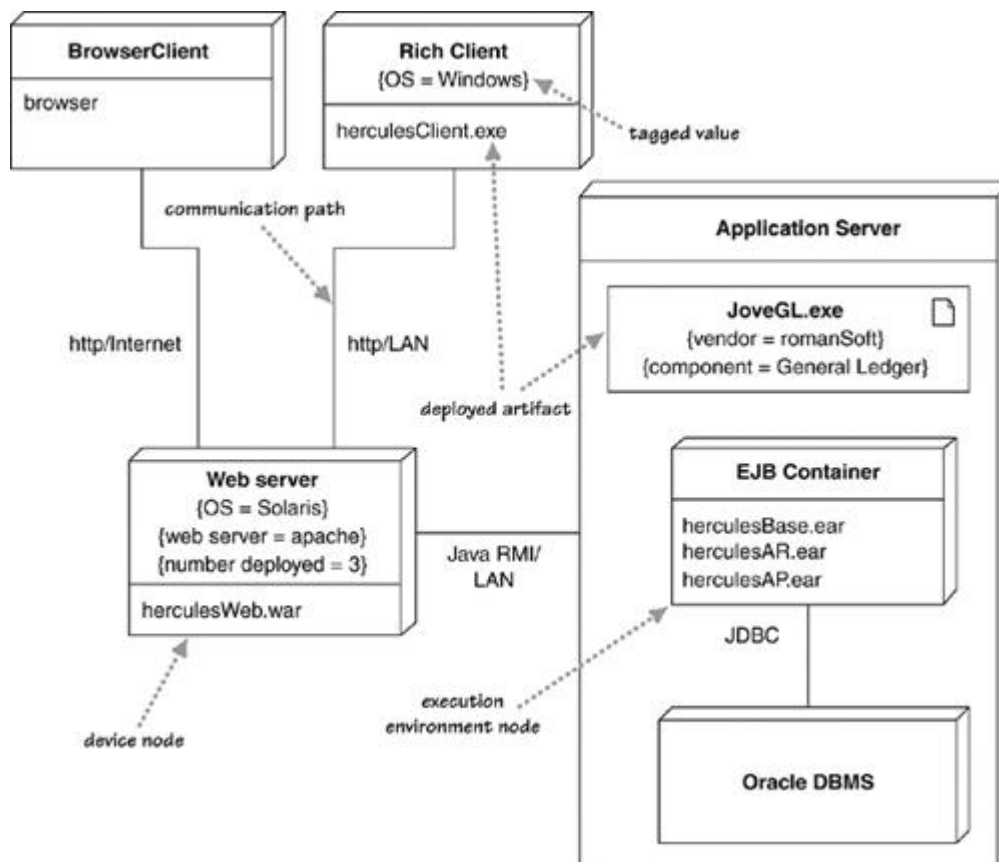 BrowserClient
browser
Rich Client
{OS = Windows}
herculesClient.exe
tagged value
communication path
Application Server
JoveGL.exe
{vendor = romanSoft}
{component = General Ledger}
http/Internet
http/LAN
deployed artifact
Web server
{OS = Solaris}
{web server = apache}
{number deployed = 3}
herculesWeb.war
Java RMI/
LAN
EJB Container
herculesBase.ear
herculesAR.ear
herculesAP.ear
JDBC
execution
environment node
device node
Oracle DBMS